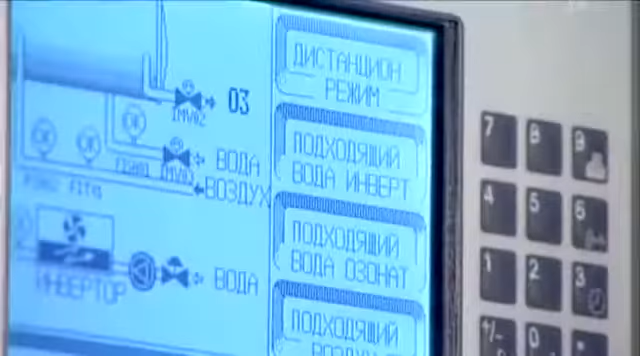 ДИСТАНЦИОН
РЕЖИМ
ПОДХОДЯЩИЙ
ВОДА ИНВЕРТ
ПОДХОДЯЩИЙ
ВОДА ОЗОНАТ
ПОДХОДЯЩИЙ
03
ВОДА
ВОЗДУХ
ИНВЕРТОР
ВОДА
7 8 9
4 5 6
1 2 3
+/- 0